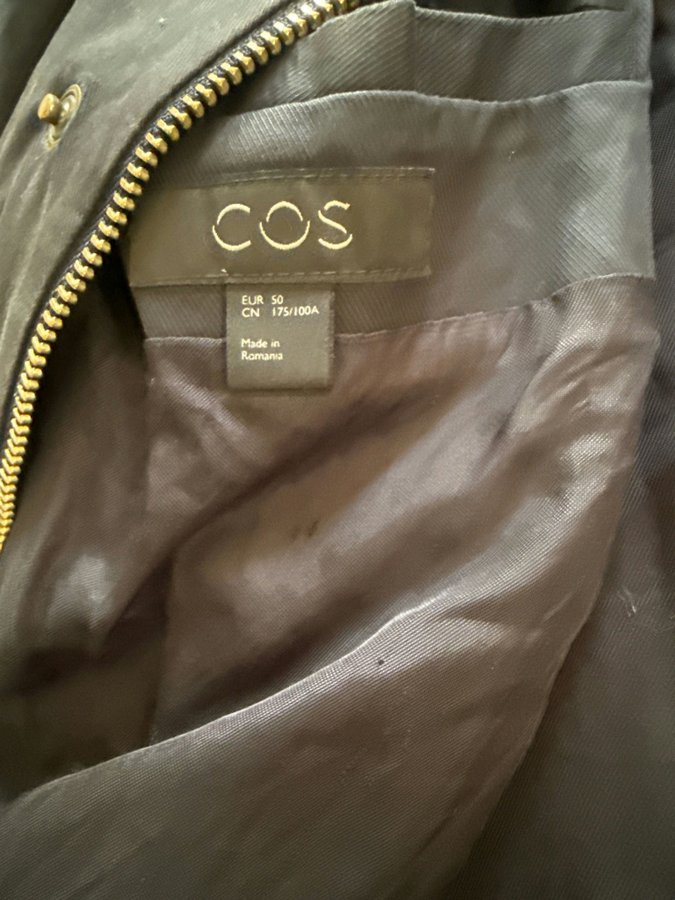 COS
EUR 50
CN 175/100A
Made in
Romania